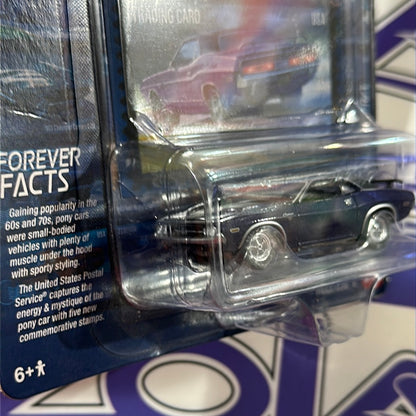 TRADING CARD
USA
FOREVER
FACTS
Gaining popularity in the
60s and 70s, pony cars
were small-bodied
vehicles with plenty of
muscle under the hood
with sporty styling.
The United States Postal
Service® captures the
energy & mystique of the
pony car with five new
commemorative stamps.
6+